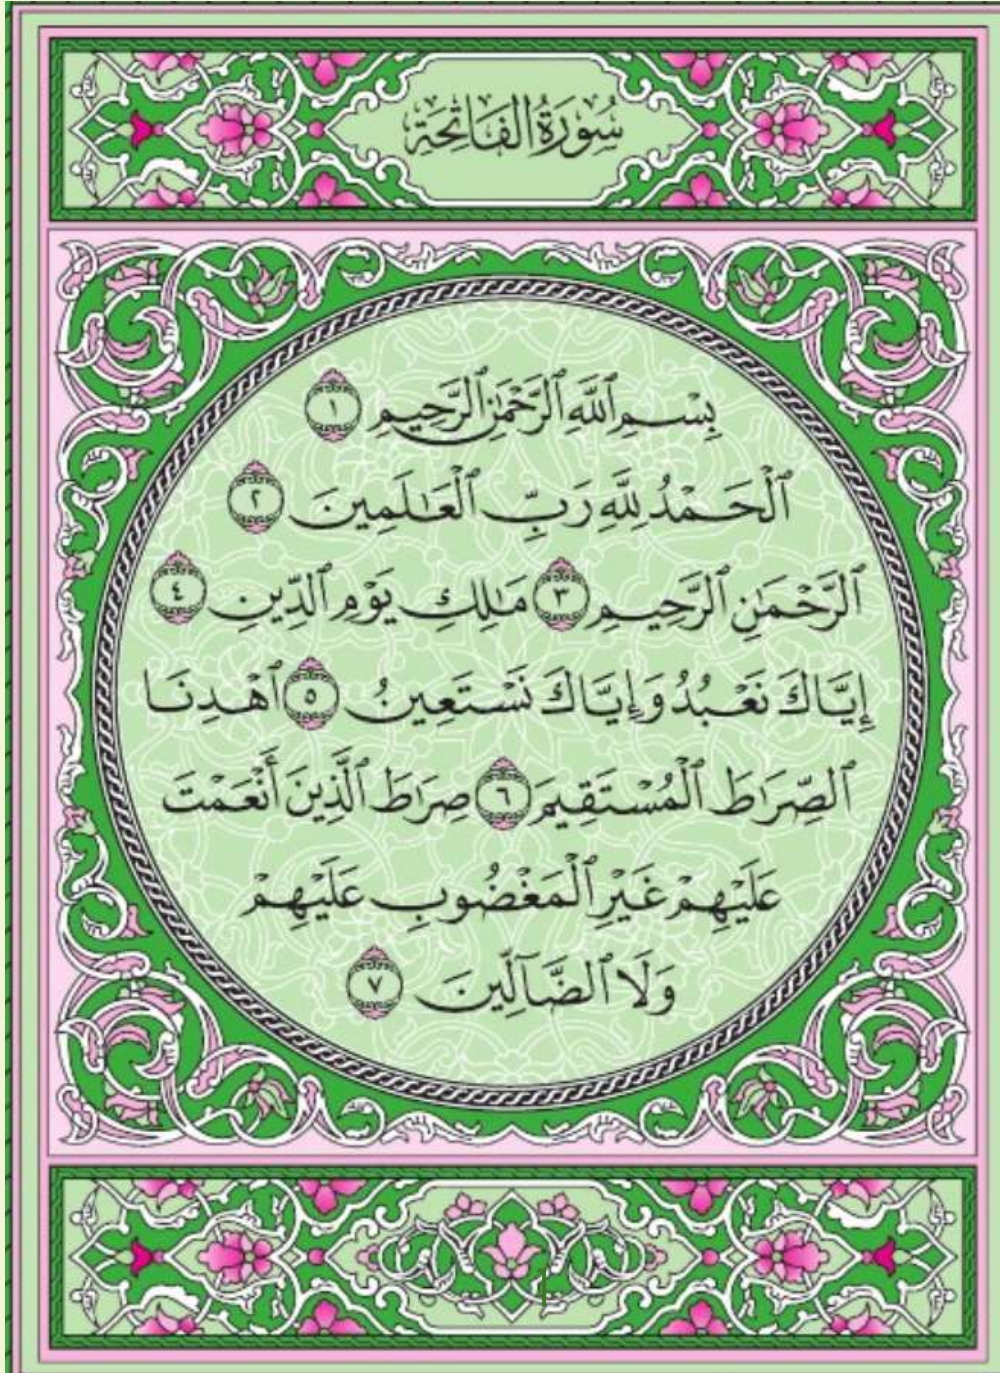 سُورَةُ الفَاتِحَةِ
بِسْمِ ٱللَّهِ ٱلرَّحْمَٰنِ ٱلرَّحِيمِ ١
ٱلْحَمْدُ لِلَّهِ رَبِّ ٱلْعَٰلَمِينَ ٢
ٱلرَّحْمَٰنِ ٱلرَّحِيمِ ٣ مَٰلِكِ يَوْمِ ٱلدِّينِ ٤
إِيَّاكَ نَعْبُدُ وَإِيَّاكَ نَسْتَعِينُ ٥ ٱهْدِنَا
ٱلصِّرَٰطَ ٱلْمُسْتَقِيمَ ٦ صِرَٰطَ ٱلَّذِينَ أَنْعَمْتَ
عَلَيْهِمْ غَيْرِ ٱلْمَغْضُوبِ عَلَيْهِمْ
وَلَا ٱلضَّآلِّينَ ٧
1